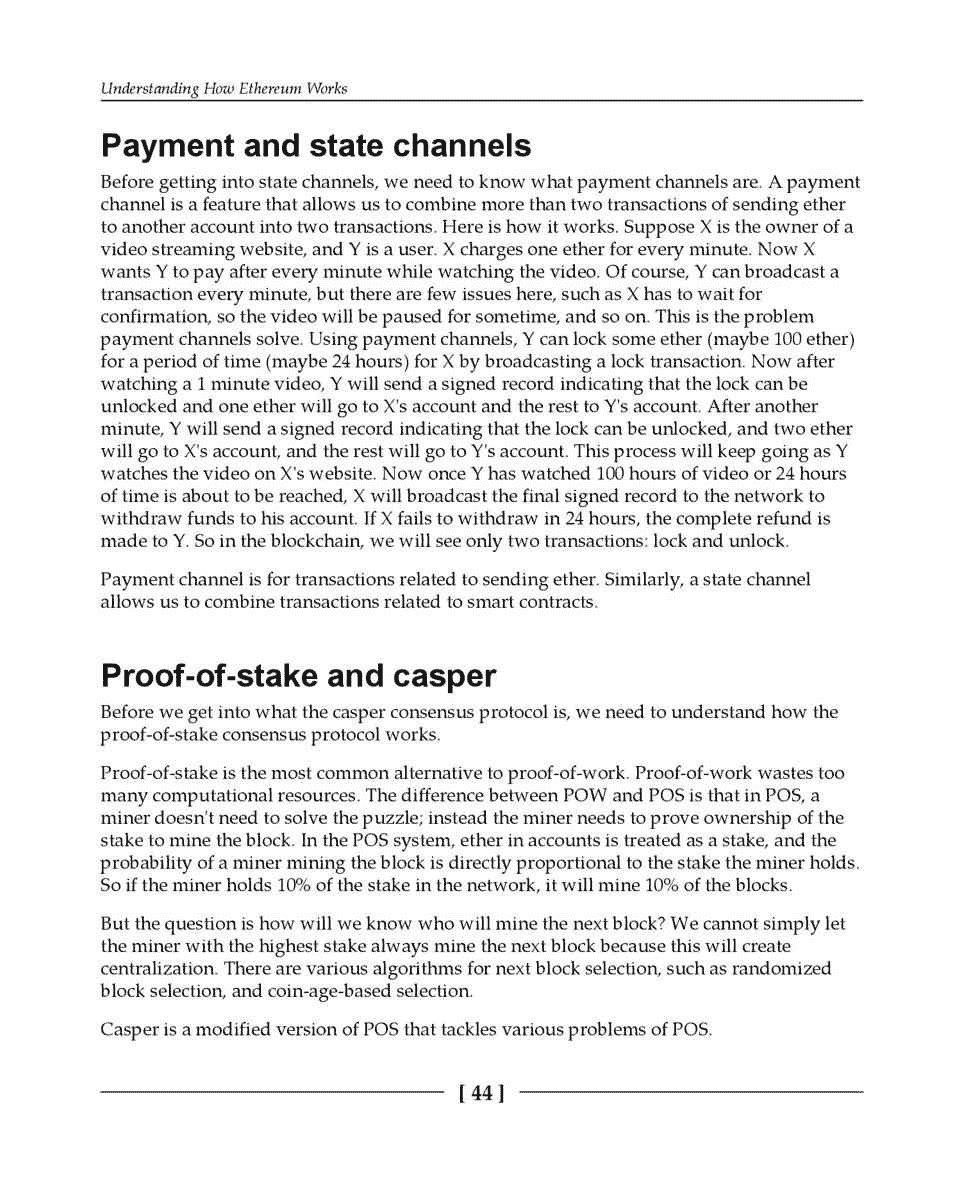 Understanding How Ethereum Works
Payment and state channels
Before getting into state channels, we need to know what payment channels are. A payment
channel is a feature that allows us to combine more than two transactions of sending ether
to another account into two transactions. Here is how it works. Suppose X is the owner of a
video streaming website, and Y is a user. X charges one ether for every minute. Now X
wants Y to pay after every minute while watching the video. Of course, Y can broadcast a
transaction every minute, but there are few issues here, such as X has to wait for
confirmation, so the video will be paused for sometime, and so on. This is the problem
payment channels solve. Using payment channels, Y can lock some ether (maybe 100 ether)
for a period of time (maybe 24 hours) for X by broadcasting a lock transaction. Now after
watching a 1 minute video, Y will send a signed record indicating that the lock can be
unlocked and one ether will go to X's account and the rest to Y's account. After another
minute, Y will send a signed record indicating that the lock can be unlocked, and two ether
will go to X's account, and the rest will go to Y's account. This process will keep going as Y
watches the video on X's website. Now once Y has watched 100 hours of video or 24 hours
of time is about to be reached, X will broadcast the final signed record to the network to
withdraw funds to his account. If X fails to withdraw in 24 hours, the complete refund is
made to Y. So in the blockchain, we will see only two transactions: lock and unlock.
Payment channel is for transactions related to sending ether. Similarly, a state channel
allows us to combine transactions related to smart contracts.
Proof-of-stake and casper
Before we get into what the casper consensus protocol is, we need to understand how the
proof-of-stake consensus protocol works.
Proof-of-stake is the most common alternative to proof-of-work. Proof-of-work wastes too
many computational resources. The difference between POW and POS is that in POS, a
miner doesn't need to solve the puzzle; instead the miner needs to prove ownership of the
stake to mine the block. In the POS system, ether in accounts is treated as a stake, and the
probability of a miner mining the block is directly proportional to the stake the miner holds.
So if the miner holds 10% of the stake in the network, it will mine 10% of the blocks.
But the question is how will we know who will mine the next block? We cannot simply let
the miner with the highest stake always mine the next block because this will create
centralization. There are various algorithms for next block selection, such as randomized
block selection, and coin-age-based selection.
Casper is a modified version of POS that tackles various problems of POS.
[ 44 ]